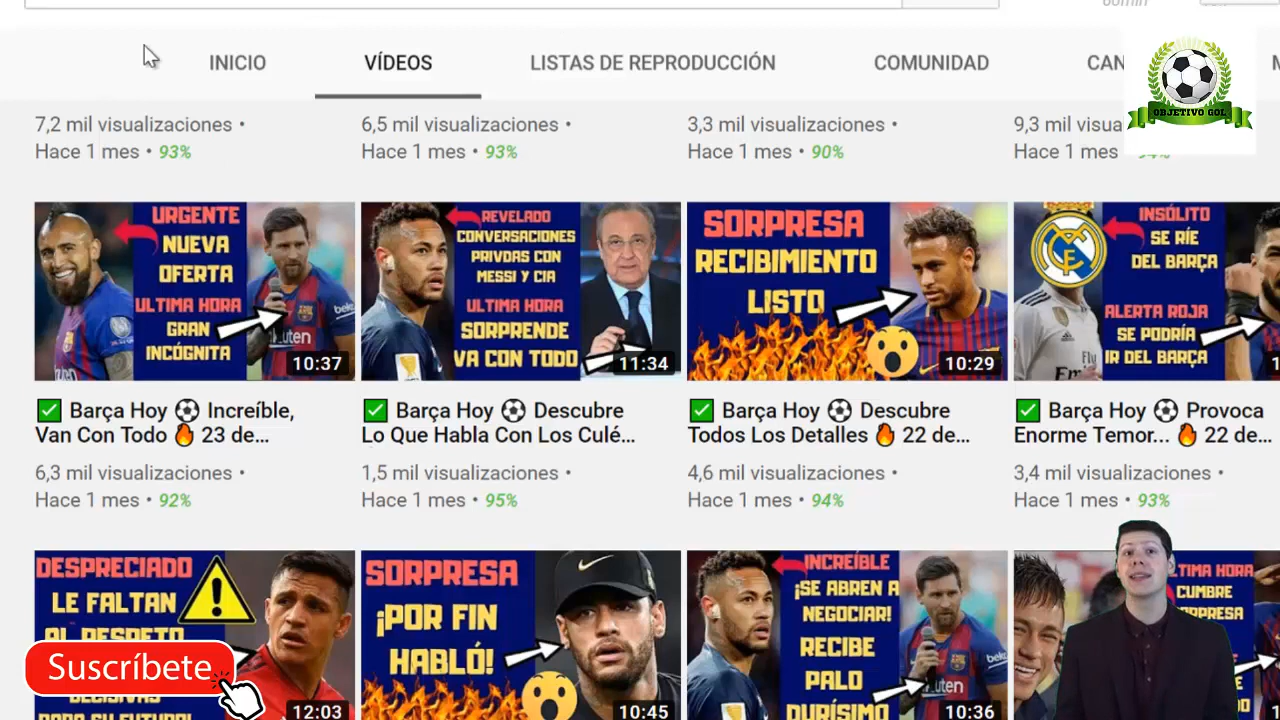 INICIO
VÍDEOS
LISTAS DE REPRODUCCIÓN
COMUNIDAD
CAN
OBJETIVO GOL
7,2 mil visualizaciones •
Hace 1 mes • 93%
6,5 mil visualizaciones •
Hace 1 mes • 93%
3,3 mil visualizaciones •
Hace 1 mes • 90%
9,3 mil visua
Hace 1 mes
URGENTE
NUEVA
OFERTA
ULTIMA HORA
GRAN
INCÓGNITA
10:37
REVELADO
CONVERSACIONES
PRIVDAS CON
MESSI Y CIA
ULTIMA HORA
SORPRENDE
VA CON TODO
11:34
SORPRESA
RECIBIMIENTO
LISTO
10:29
INSÓLITO
SE RÍE
DEL BARÇA
ALERTA ROJA
SE PODRÍA
IR DEL BARÇA
✅ Barça Hoy ⚽ Increíble,
Van Con Todo 🔥 23 de...
6,3 mil visualizaciones •
Hace 1 mes • 92%
✅ Barça Hoy ⚽ Descubre
Lo Que Habla Con Los Culé...
1,5 mil visualizaciones •
Hace 1 mes • 95%
✅ Barça Hoy ⚽ Descubre
Todos Los Detalles 🔥 22 de...
4,6 mil visualizaciones •
Hace 1 mes • 94%
✅ Barça Hoy ⚽ Provoca
Enorme Temor... 🔥 22 de...
3,4 mil visualizaciones •
Hace 1 mes • 93%
DESPRECIADO
LE FALTAN
AL RESPETO
Suscríbete
12:03
SORPRESA
¡POR FIN
HABLÓ!
10:45
INCREÍBLE
¡SE ABREN A
NEGOCIAR!
RECIBE
PALO
DURÍSIMO
10:36
LTIMA HORA
CUMBRE
ORPRESA